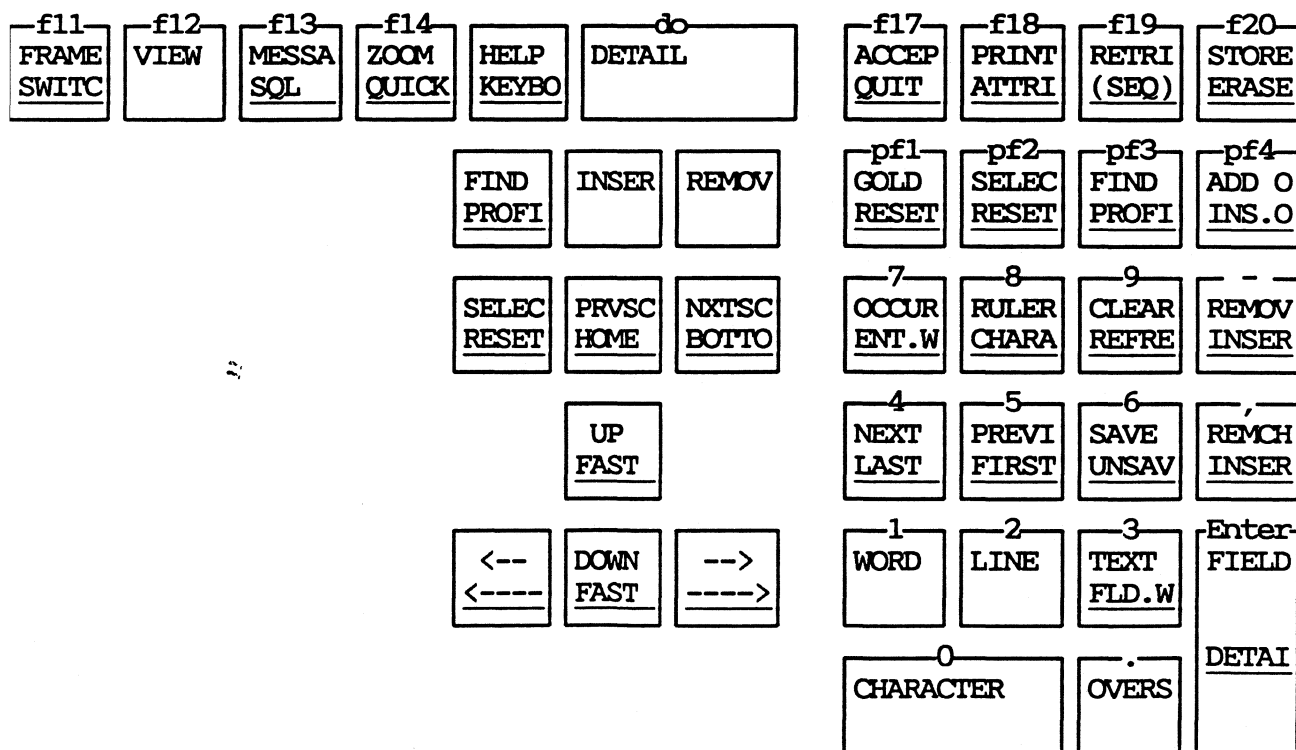 f11 f12 f13 f14 do f17 f18 f19 f20
FRAME VIEW MESSA ZOOM HELP DETAIL ACCEP PRINT RETRI STORE
SWITC SQL QUICK KEYBO QUIT ATTRI (SEQ) ERASE
pf1 pf2 pf3 pf4
FIND INSER REMOV GOLD SELEC FIND ADD O
PROFI RESET RESET PROFI INS.O
7 8 9 -
SELEC PRVSC NXTSC OCCUR RULER CLEAR REMOV
RESET HOME BOTTO ENT.W CHARA REFRE INSER
4 5 6 ,
UP NEXT PREVI SAVE REMCH
FAST LAST FIRST UNSAV INSER
1 2 3 Enter
<-- DOWN --> WORD LINE TEXT FIELD
<---- FAST ----> FLD.W
0 . DETAI
CHARACTER OVERS